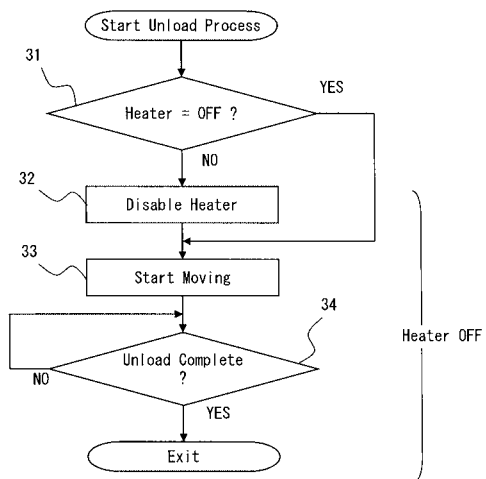 Start Unload Process
31
YES
Heater = OFF ?
NO
32
Disable Heater
33
Start Moving
34
Heater OFF
Unload Complete
?
NO
YES
Exit